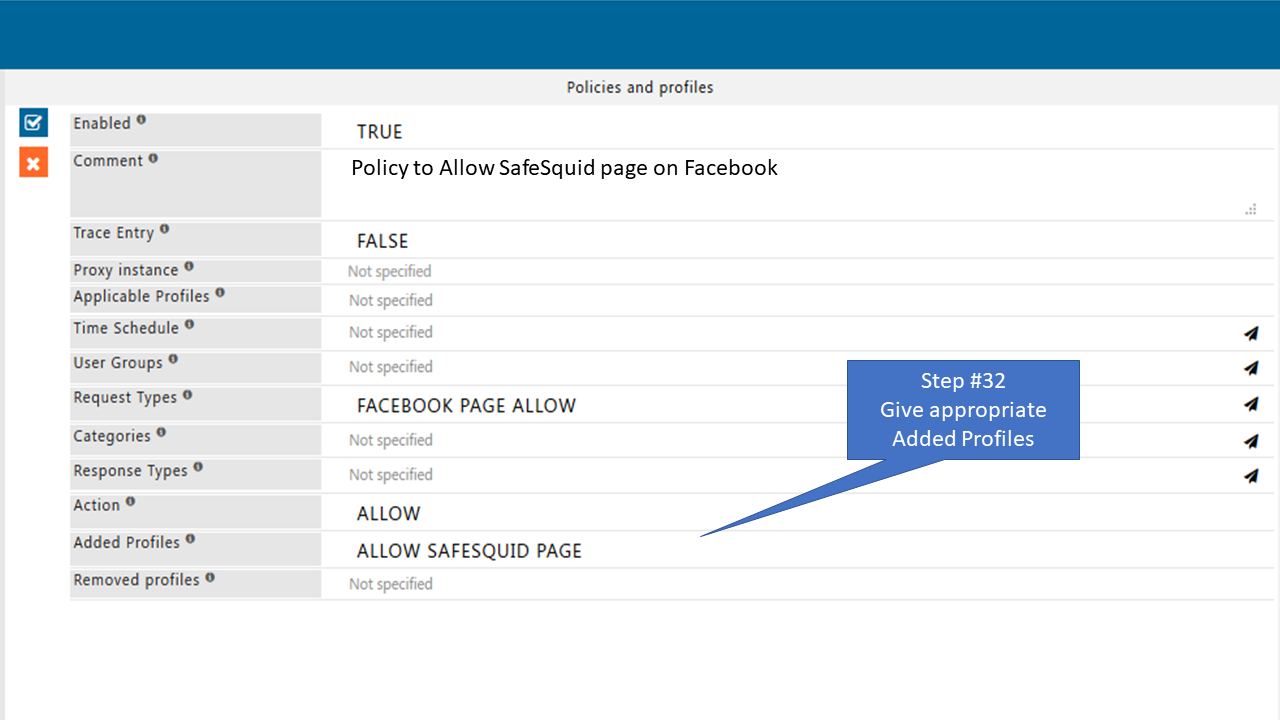 Policies and profiles
Enabled
TRUE
Comment
Policy to Allow SafeSquid page on Facebook
Trace Entry
FALSE
Proxy instance
Not specified
Applicable Profiles
Not specified
Time Schedule
Not specified
User Groups
Not specified
Request Types
FACEBOOK PAGE ALLOW
Categories
Not specified
Response Types
Not specified
Action
ALLOW
Added Profiles
ALLOW SAFESQUID PAGE
Removed profiles
Not specified
Step #32
Give appropriate
Added Profiles